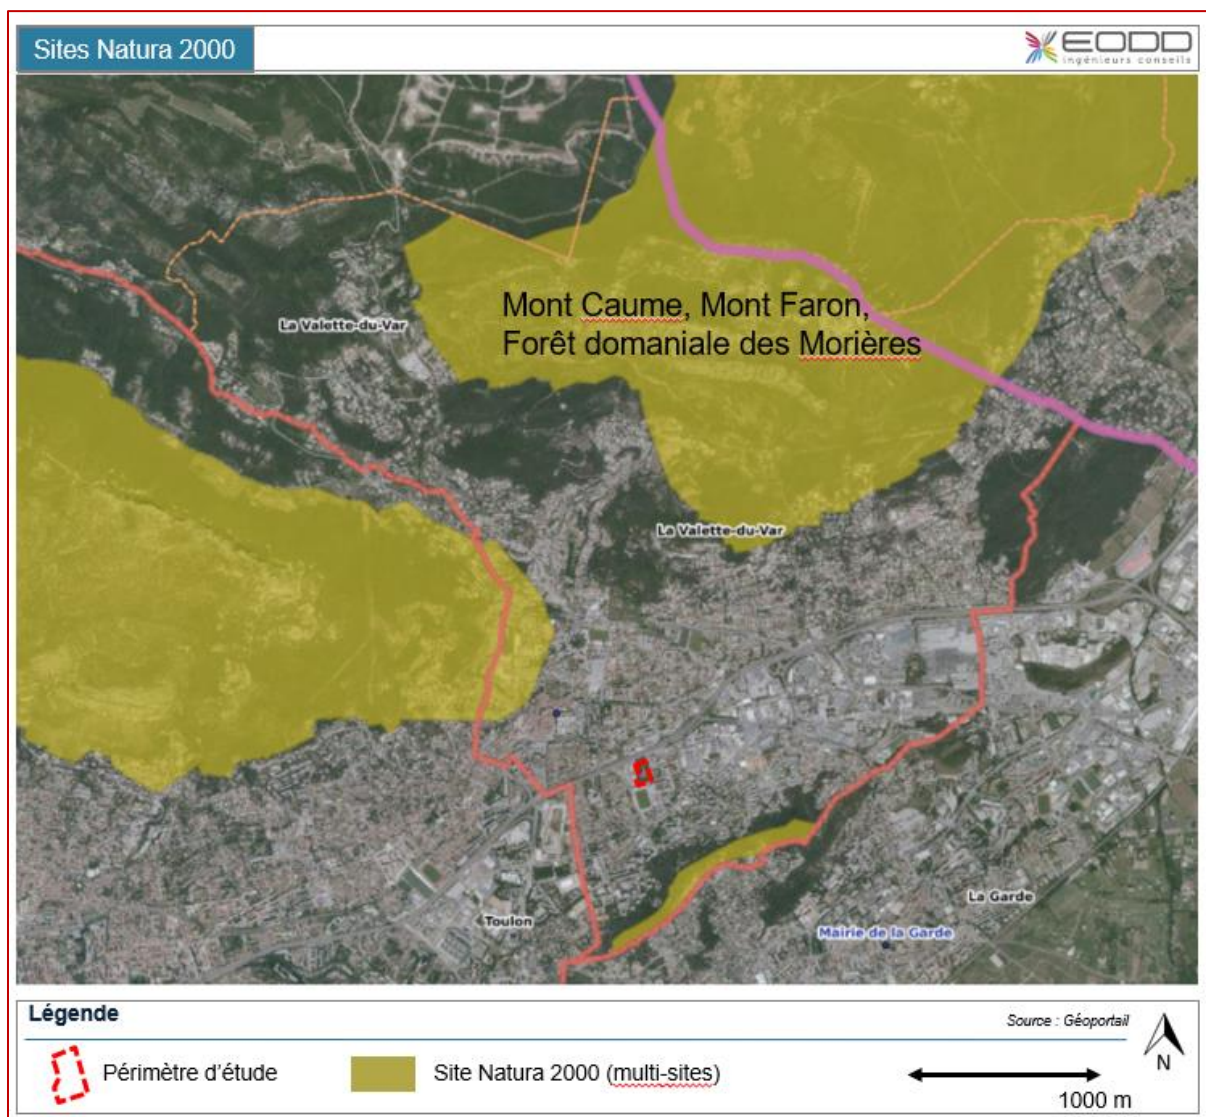 Sites Natura 2000
EODD
ingénieurs conseils
La Valette-du-Var
Mont Caume, Mont Faron,
Forêt domaniale des Morières
La Valette-du-Var
La Garde
Toulon
Mairie de la Garde
Légende
Source : Géoportail
Périmètre d'étude
Site Natura 2000 (multi-sites)
N
1000 m